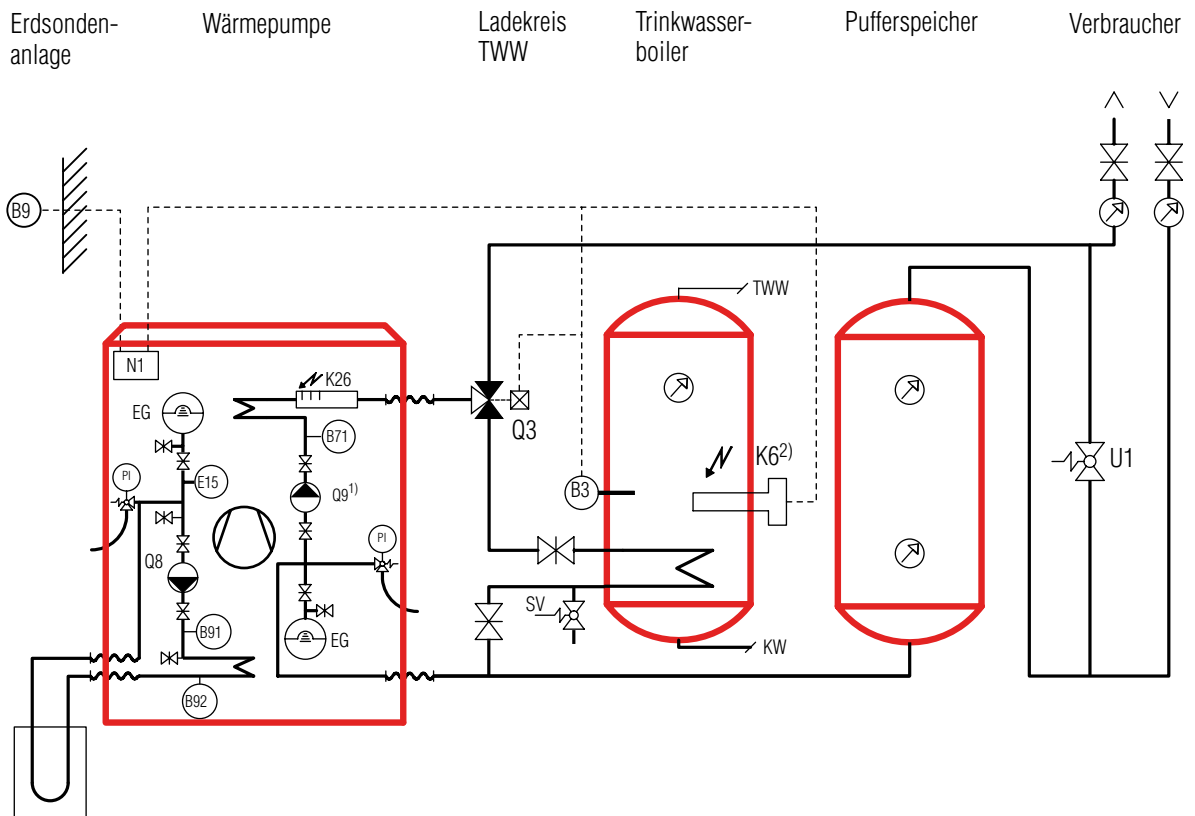 Erdsonden-
anlage
Wärmepumpe
Ladekreis
TWW
Trinkwasser-
boiler
Pufferspeicher
Verbraucher
B9
TWW
N1
K26
EG
Q3
B71
K6²⁾
U1
PI
E15
B3
Q9¹⁾
PI
Q8
SV
B91
EG
KW
B92